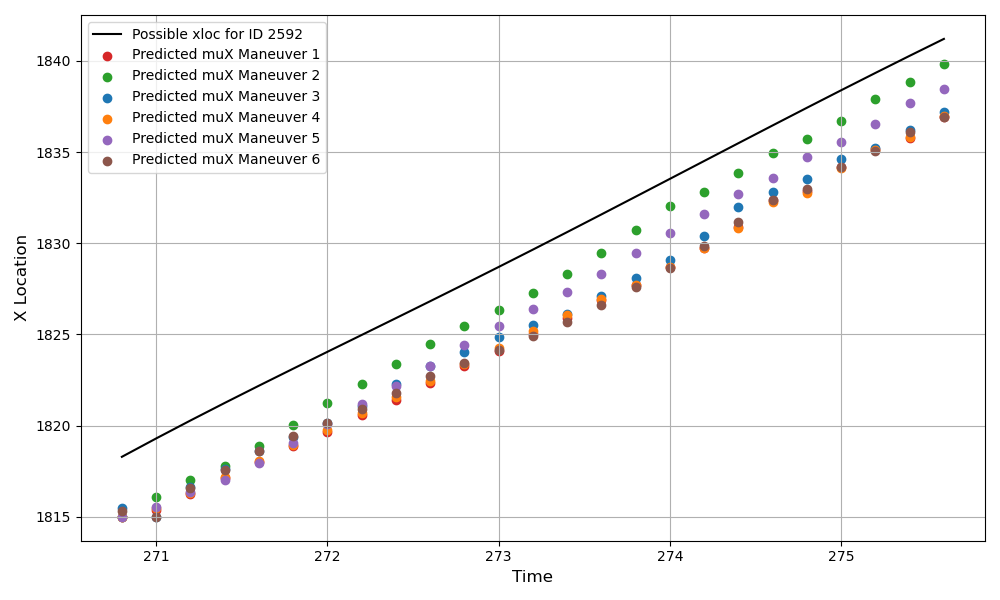 Possible xloc for ID 2592
Predicted muX Maneuver 1
Predicted muX Maneuver 2
Predicted muX Maneuver 3
Predicted muX Maneuver 4
Predicted muX Maneuver 5
Predicted muX Maneuver 6
1840
1835
1830
1825
1820
1815
X Location
271 272 273 274 275
Time